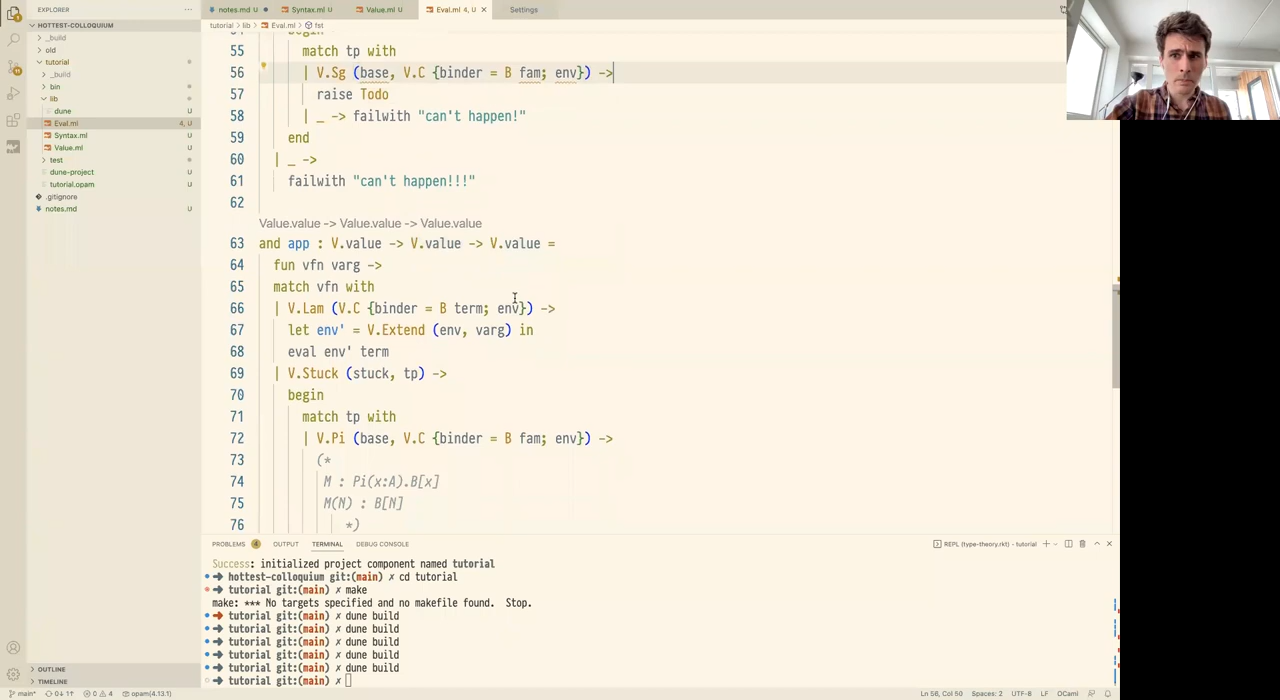 EXPLORER
HOTTEST-COLLOQUIUM
_build
old
tutorial
_build
bin
lib
dune
Eval.ml 4, U
Syntax.ml U
Value.ml U
test
dune-project U
tutorial.opam U
.gitignore
notes.md U
OUTLINE
TIMELINE
notes.md U
Syntax.ml U
Value.ml U
Eval.ml 4, U
Settings
tutorial > lib > Eval.ml > fst
55 match tp with
56 | V.Sg (base, V.C {binder = B fam; env}) ->
57 raise Todo
58 | _ -> failwith "can't happen!"
59 end
60 | _ ->
61 failwith "can't happen!!!"
62
Value.value -> Value.value -> Value.value
63 and app : V.value -> V.value -> V.value =
64 fun vfn varg ->
65 match vfn with
66 | V.Lam (V.C {binder = B term; env}) ->
67 let env' = V.Extend (env, varg) in
68 eval env' term
69 | V.Stuck (stuck, tp) ->
70 begin
71 match tp with
72 | V.Pi (base, V.C {binder = B fam; env}) ->
73 (*
74 M : Pi(x:A).B[x]
75 M(N) : B[N]
76 *)
PROBLEMS 4 OUTPUT TERMINAL DEBUG CONSOLE
REPL (type-theory.rkt) - tutorial
Success: initialized project component named tutorial
hottest-colloquium git:(main) ✗ cd tutorial
tutorial git:(main) ✗ make
make: *** No targets specified and no makefile found. Stop.
tutorial git:(main) ✗ dune build
tutorial git:(main) ✗ dune build
tutorial git:(main) ✗ dune build
tutorial git:(main) ✗ dune build
tutorial git:(main) ✗ dune build
tutorial git:(main) ✗
main* 0↓ 1↑ 0 4 opam(4.13.1) Ln 56, Col 50 Spaces: 2 UTF-8 LF OCaml